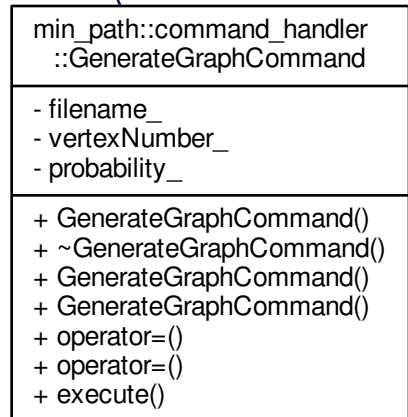 min_path::command_handler
::GenerateGraphCommand
- filename_
- vertexNumber_
- probability_
+ GenerateGraphCommand()
+ ~GenerateGraphCommand()
+ GenerateGraphCommand()
+ GenerateGraphCommand()
+ operator=()
+ operator=()
+ execute()